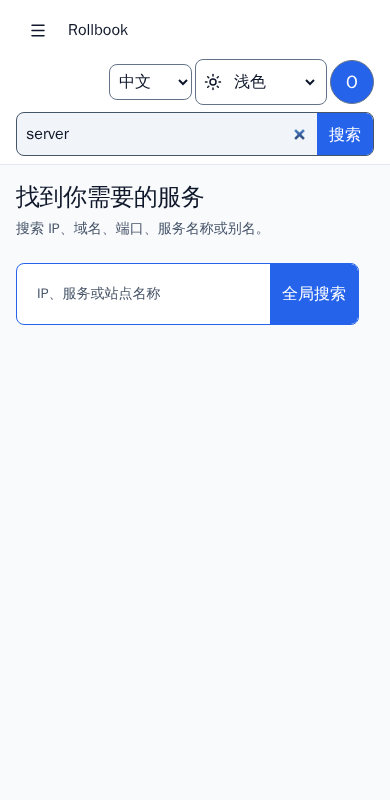 Rollbook
中文
浅色
O
server
搜索
找到你需要的服务
搜索 IP、域名、端口、服务名称或别名。
IP、服务或站点名称
全局搜索